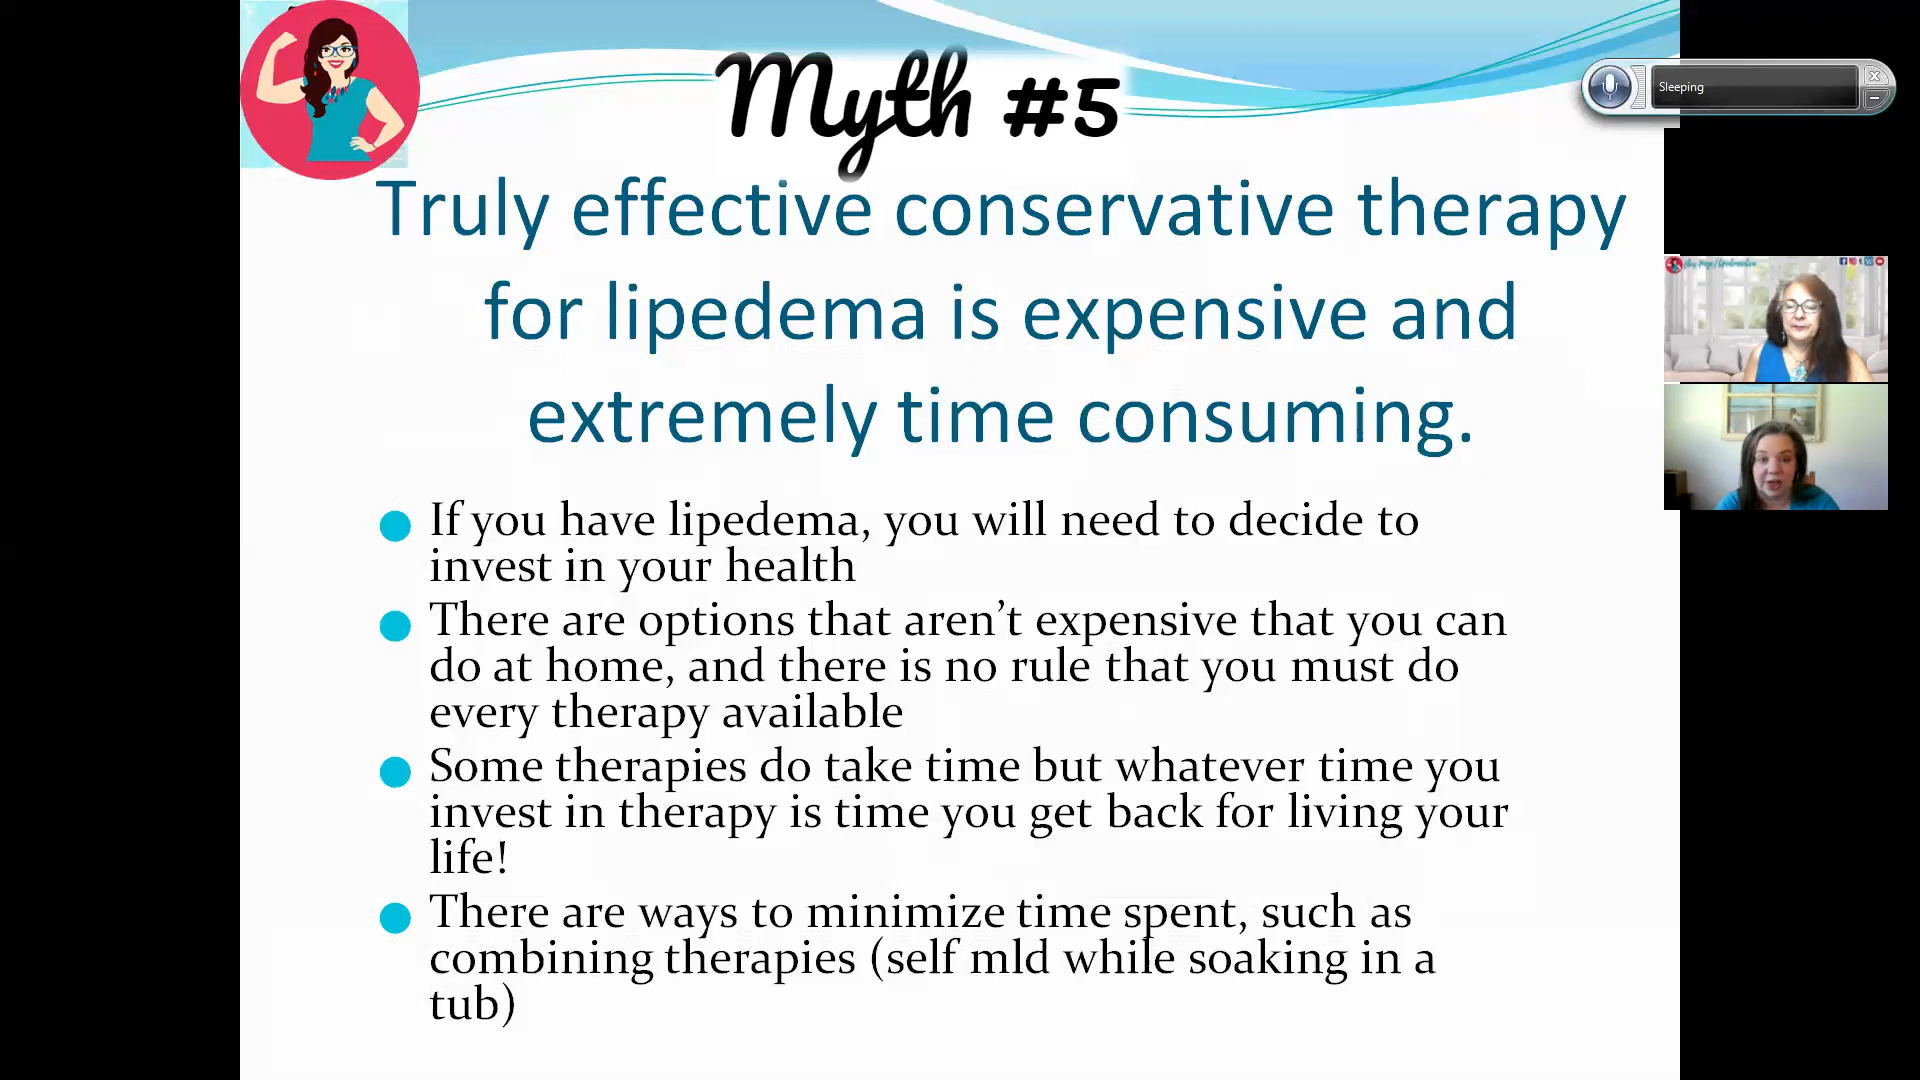 Myth #5
Sleeping
Truly effective conservative therapy
for lipedema is expensive and
extremely time consuming.
If you have lipedema, you will need to decide to
invest in your health
There are options that aren’t expensive that you can
do at home, and there is no rule that you must do
every therapy available
Some therapies do take time but whatever time you
invest in therapy is time you get back for living your
life!
There are ways to minimize time spent, such as
combining therapies (self mld while soaking in a
tub)